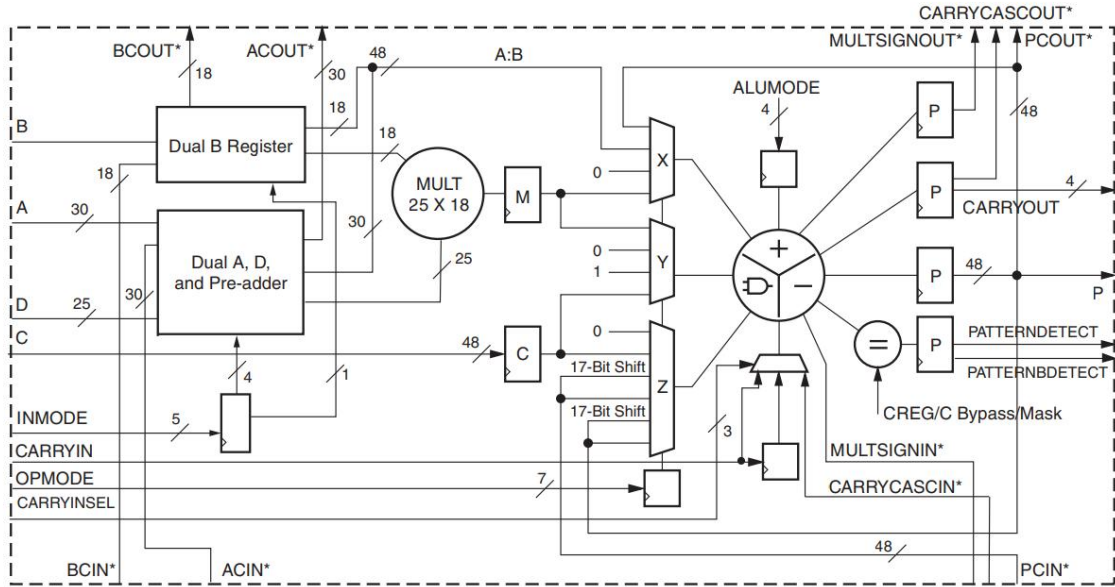 CARRYCASCOUT*
BCOUT* ACOUT* MULTSIGNOUT* PCOUT*
48 A:B
18 30
ALUMODE
B 18 4 48
Dual B Register 18 P
X
18 0
MULT
25 X 18 M P 4
A 30 CARRYOUT
30 0 Y +
Dual A, D,
and Pre-adder 25 1 − P 48
P
D 25 30
C 0 PATTERNDETECT
48 C = P
17-Bit Shift PATTERNBDETECT
4 1 Z
17-Bit Shift CREG/C Bypass/Mask
INMODE 5 3
CARRYIN MULTSIGNIN*
OPMODE 7
CARRYINSEL CARRYCASCIN*
48
BCIN* ACIN* PCIN*